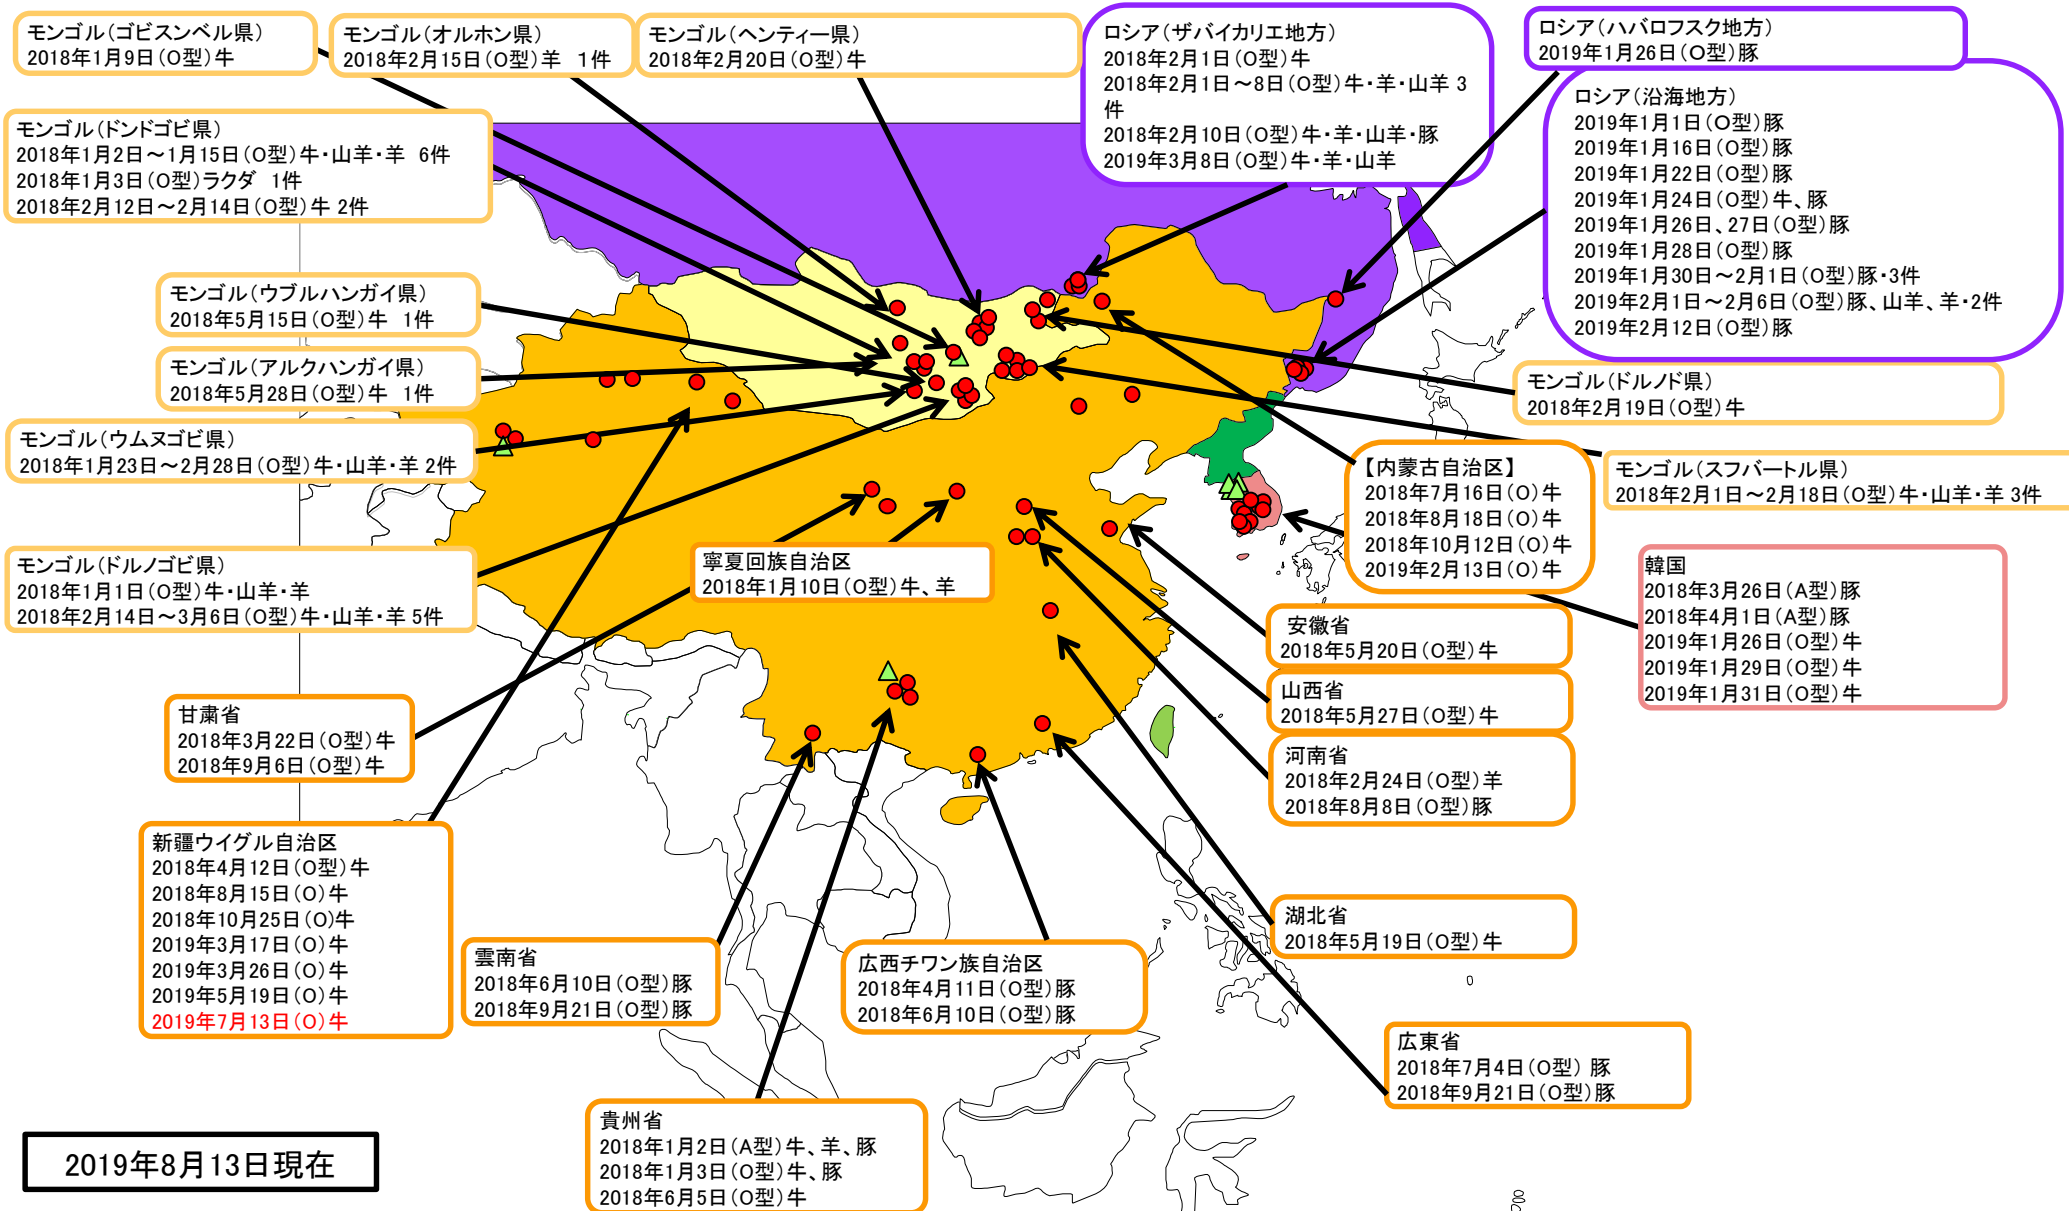 モンゴル（ゴビスンベル県）
2018年1月9日（O型）牛
モンゴル（オルホン県）
2018年2月15日（O型）羊　1件
モンゴル（ヘンティー県）
2018年2月20日（O型）牛
ロシア（ザバイカリエ地方）
2018年2月1日（O型）牛
2018年2月1日～8日（O型）牛・羊・山羊 3
件
2018年2月10日（O型）牛・羊・山羊・豚
2019年3月8日（O型）牛・羊・山羊
ロシア（ハバロフスク地方）
2019年1月26日（O型）豚
ロシア（沿海地方）
2019年1月1日（O型）豚
2019年1月16日（O型）豚
2019年1月22日（O型）豚
2019年1月24日（O型）牛、豚
2019年1月26日、27日（O型）豚
2019年1月28日（O型）豚
2019年1月30日～2月1日（O型）豚・3件
2019年2月1日～2月6日（O型）豚、山羊、羊・2件
2019年2月12日（O型）豚
モンゴル（ドンドゴビ県）
2018年1月2日～1月15日（O型）牛・山羊・羊　6件
2018年1月3日（O型）ラクダ　1件
2018年2月12日～2月14日（O型）牛 2件
モンゴル（ウブルハンガイ県）
2018年5月15日（O型）牛　1件
モンゴル（アルクハンガイ県）
2018年5月28日（O型）牛　1件
モンゴル（ウムヌゴビ県）
2018年1月23日～2月28日（O型）牛・山羊・羊 2件
モンゴル（ドルノゴビ県）
2018年1月1日（O型）牛・山羊・羊
2018年2月14日～3月6日（O型）牛・山羊・羊 5件
モンゴル（ドルノド県）
2018年2月19日（O型）牛
モンゴル（スフバートル県）
2018年2月1日～2月18日（O型）牛・山羊・羊 3件
【内蒙古自治区】
2018年7月16日（O）牛
2018年8月18日（O）牛
2018年10月12日（O）牛
2019年2月13日（O）牛
韓国
2018年3月26日（A型）豚
2018年4月1日（A型）豚
2019年1月26日（O型）牛
2019年1月29日（O型）牛
2019年1月31日（O型）牛
寧夏回族自治区
2018年1月10日（O型）牛、羊
安徽省
2018年5月20日（O型）牛
山西省
2018年5月27日（O型）牛
河南省
2018年2月24日（O型）羊
2018年8月8日（O型）豚
甘粛省
2018年3月22日（O型）牛
2018年9月6日（O型）牛
新疆ウイグル自治区
2018年4月12日（O型）牛
2018年8月15日（O）牛
2018年10月25日（O）牛
2019年3月17日（O）牛
2019年3月26日（O）牛
2019年5月19日（O）牛
2019年7月13日（O）牛
雲南省
2018年6月10日（O型）豚
2018年9月21日（O型）豚
広西チワン族自治区
2018年4月11日（O型）豚
2018年6月10日（O型）豚
湖北省
2018年5月19日（O型）牛
広東省
2018年7月4日（O型） 豚
2018年9月21日（O型）豚
貴州省
2018年1月2日（A型）牛、羊、豚
2018年1月3日（O型）牛、豚
2018年6月5日（O型）牛
2019年8月13日現在